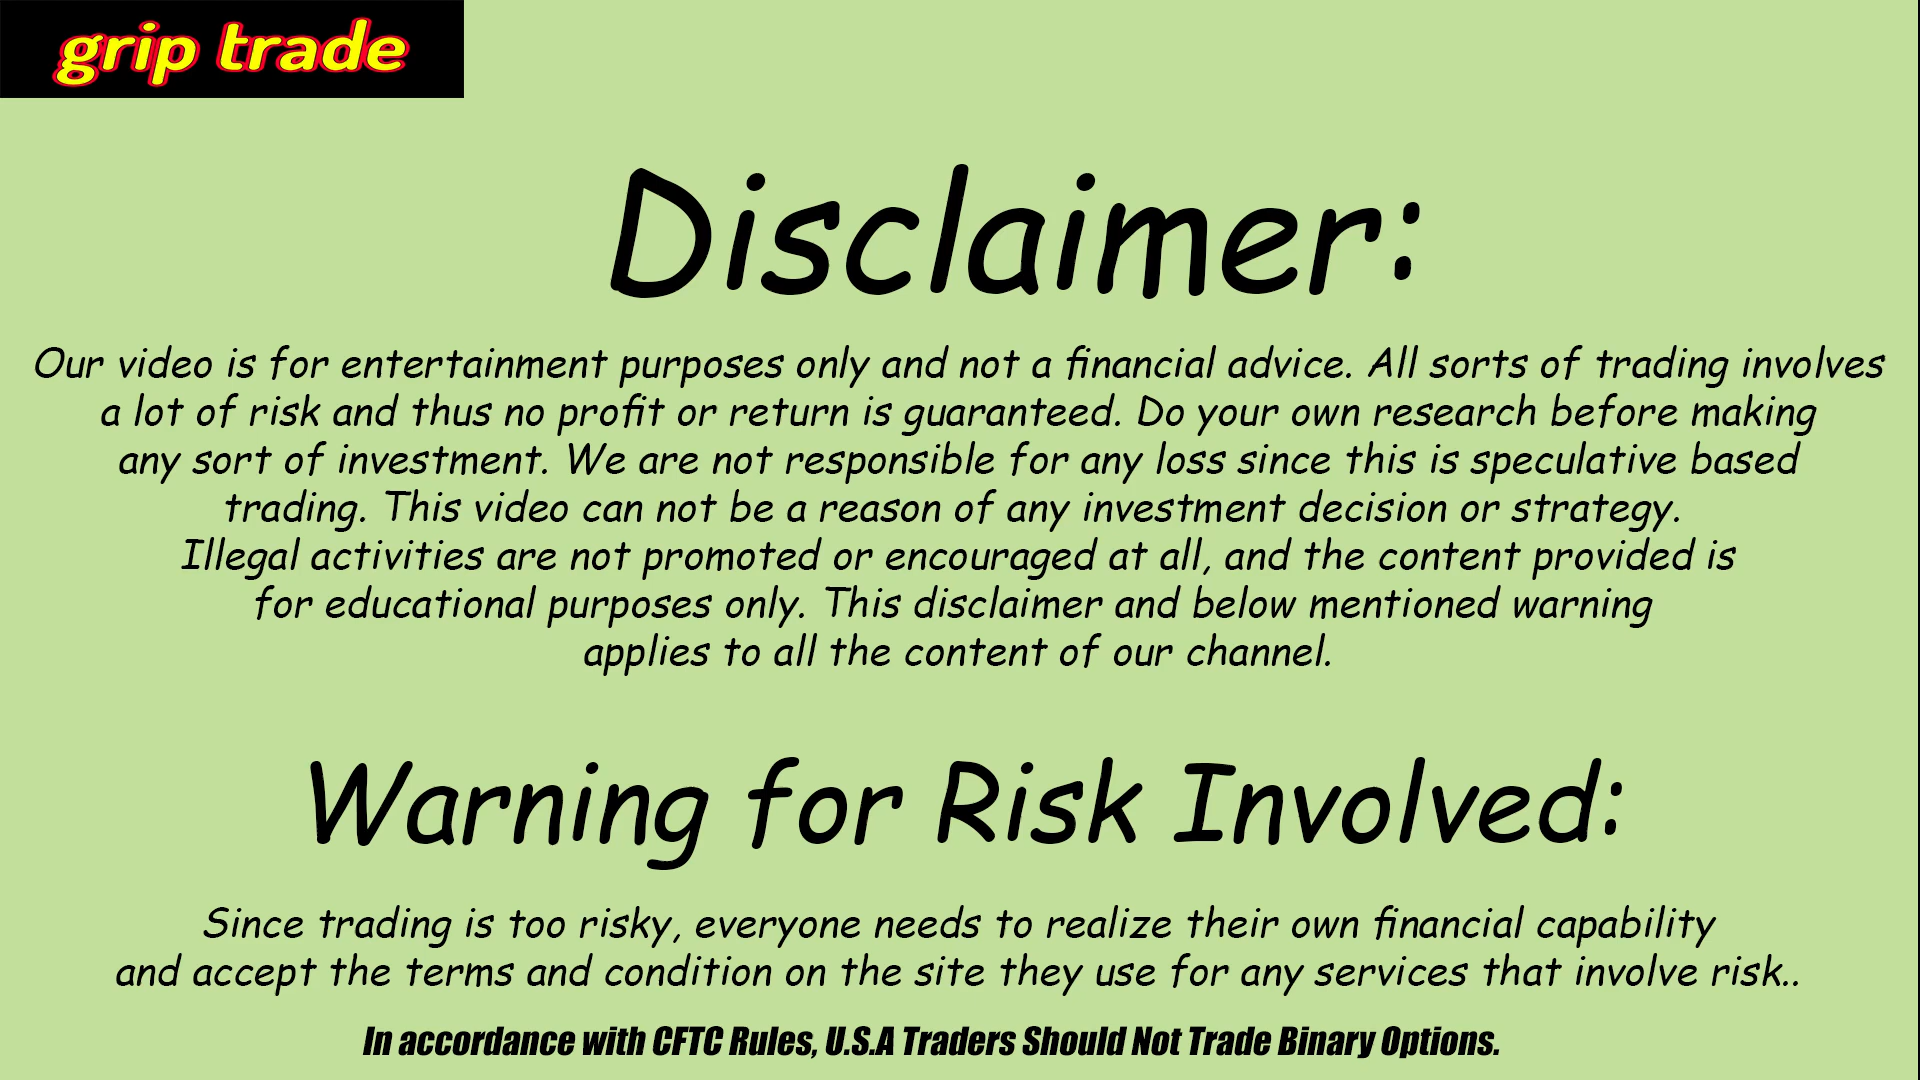 grip trade
Disclaimer:
Our video is for entertainment purposes only and not a financial advice. All sorts of trading involves
a lot of risk and thus no profit or return is guaranteed. Do your own research before making
any sort of investment. We are not responsible for any loss since this is speculative based
trading. This video can not be a reason of any investment decision or strategy.
Illegal activities are not promoted or encouraged at all, and the content provided is
for educational purposes only. This disclaimer and below mentioned warning
applies to all the content of our channel.
Warning for Risk Involved:
Since trading is too risky, everyone needs to realize their own financial capability
and accept the terms and condition on the site they use for any services that involve risk..
In accordance with CFTC Rules, U.S.A Traders Should Not Trade Binary Options.